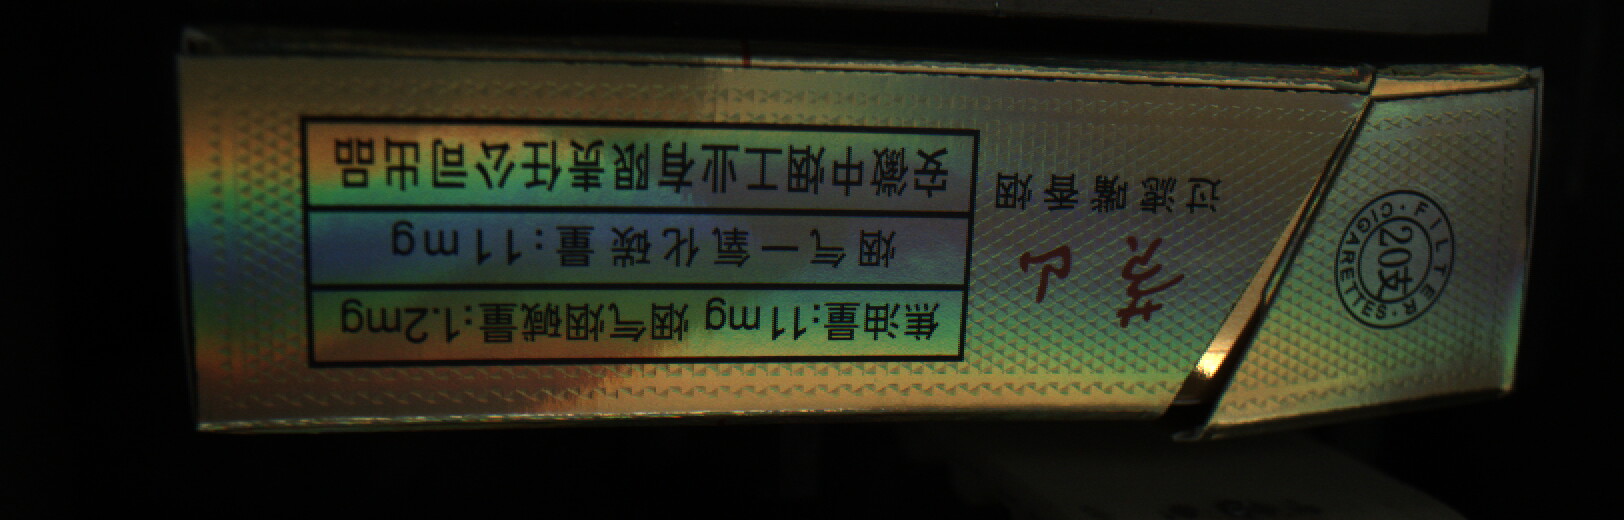 焦油量:11mg 烟气烟碱量:1.2mg
烟气一氧化碳量:11mg
安徽中烟工业有限责任公司出品
黄山
过滤嘴香烟
FILTER·CIGARETTES·
20支